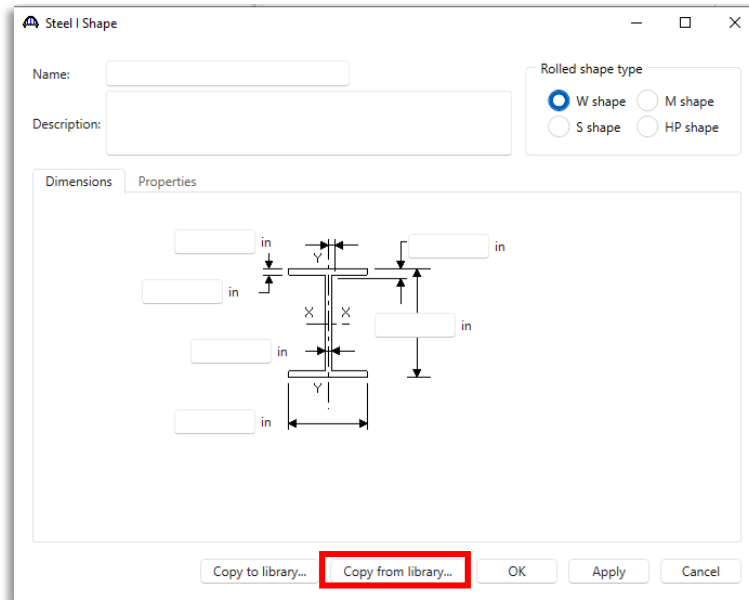 Steel I Shape
Name:
Rolled shape type
W shape
M shape
S shape
HP shape
Description:
Dimensions
Properties
in
in
Y
in
X
X
in
in
Y
in
Copy to library...
Copy from library...
OK
Apply
Cancel